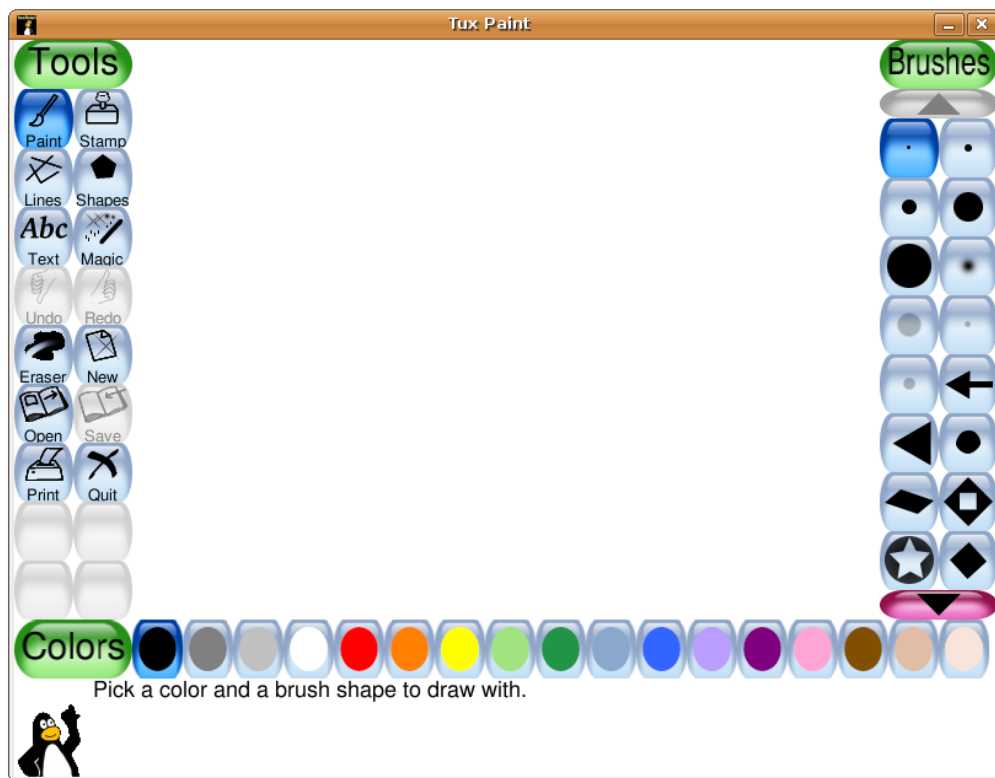 Tux Paint
Tools
Brushes
Paint
Stamp
Lines
Shapes
Abc
Text
Magic
Undo
Redo
Eraser
New
Open
Save
Print
Quit
Colors
Pick a color and a brush shape to draw with.